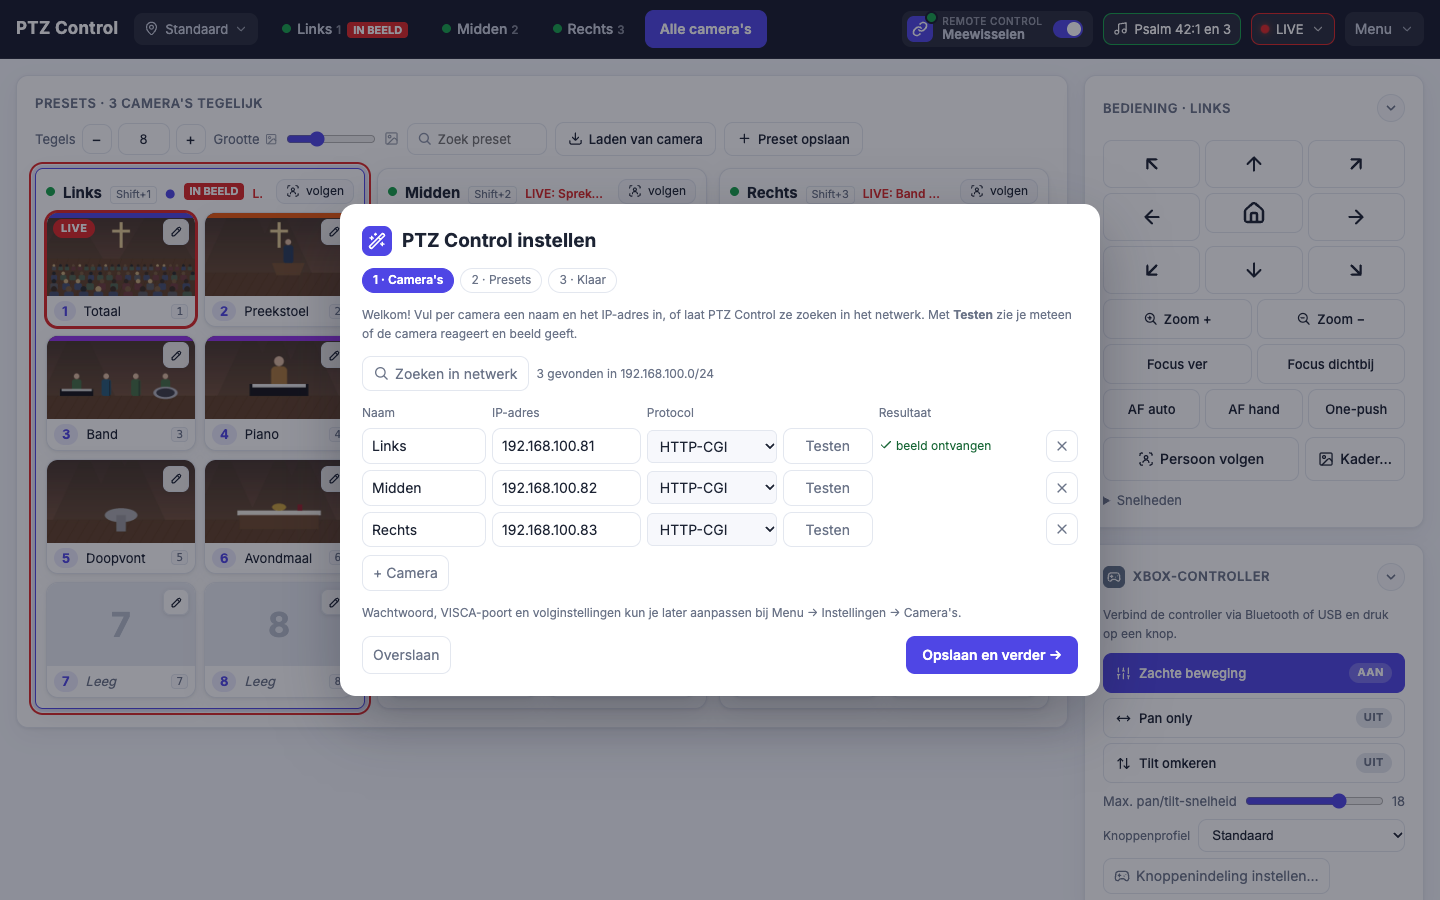 PTZ Control
Standaard
Links 1 IN BEELD
Midden 2
Rechts 3
Alle camera's
REMOTE CONTROL
Meewisselen
Psalm 42:1 en 3
LIVE
Menu
PRESETS · 3 CAMERA'S TEGELIJK
Tegels − 8 + Grootte Zoek preset Laden van camera + Preset opslaan
Links Shift+1 IN BEELD L. volgen
Midden Shift+2 LIVE: Sprek... volgen
Rechts Shift+3 LIVE: Band ... volgen
LIVE
1 Totaal 1
2 Preekstoel 2
3 Band 3
4 Piano 4
5 Doopvont 5
6 Avondmaal 6
7
8
7 Leeg 7
8 Leeg 8
PTZ Control instellen
1 · Camera's 2 · Presets 3 · Klaar
Welkom! Vul per camera een naam en het IP-adres in, of laat PTZ Control ze zoeken in het netwerk. Met Testen zie je meteen
of de camera reageert en beeld geeft.
Zoeken in netwerk 3 gevonden in 192.168.100.0/24
Naam IP-adres Protocol Resultaat
Links 192.168.100.81 HTTP-CGI Testen ✓ beeld ontvangen
Midden 192.168.100.82 HTTP-CGI Testen
Rechts 192.168.100.83 HTTP-CGI Testen
+ Camera
Wachtwoord, VISCA-poort en volginstellingen kun je later aanpassen bij Menu → Instellingen → Camera's.
Overslaan
Opslaan en verder →
BEDIENING · LINKS
Zoom +
Zoom −
Focus ver
Focus dichtbij
AF auto
AF hand
One-push
Persoon volgen
Kader...
Snelheden
XBOX-CONTROLLER
Verbind de controller via Bluetooth of USB en druk
op een knop.
Zachte beweging AAN
Pan only UIT
Tilt omkeren UIT
Max. pan/tilt-snelheid 18
Knoppenprofiel Standaard
Knoppenindeling instellen...